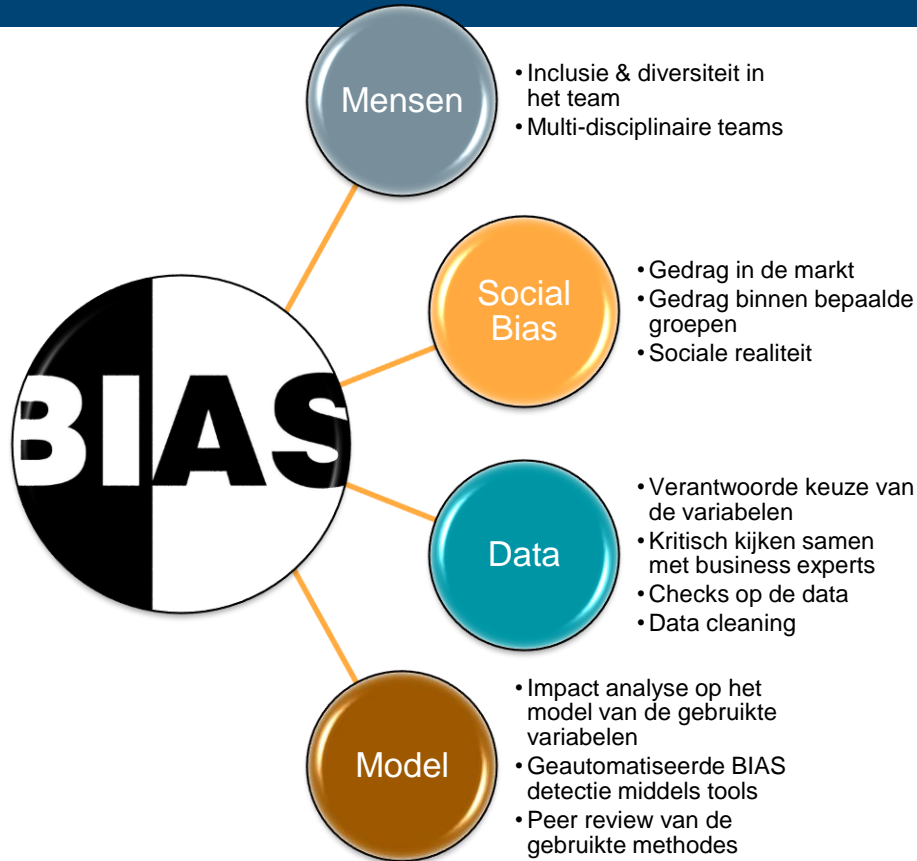 Mensen
• Inclusie & diversiteit in
het team
• Multi-disciplinaire teams
Social
Bias
• Gedrag in de markt
• Gedrag binnen bepaalde
groepen
• Sociale realiteit
BIAS
Data
• Verantwoorde keuze van
de variabelen
• Kritisch kijken samen
met business experts
• Checks op de data
• Data cleaning
Model
• Impact analyse op het
model van de gebruikte
variabelen
• Geautomatiseerde BIAS
detectie middels tools
• Peer review van de
gebruikte methodes